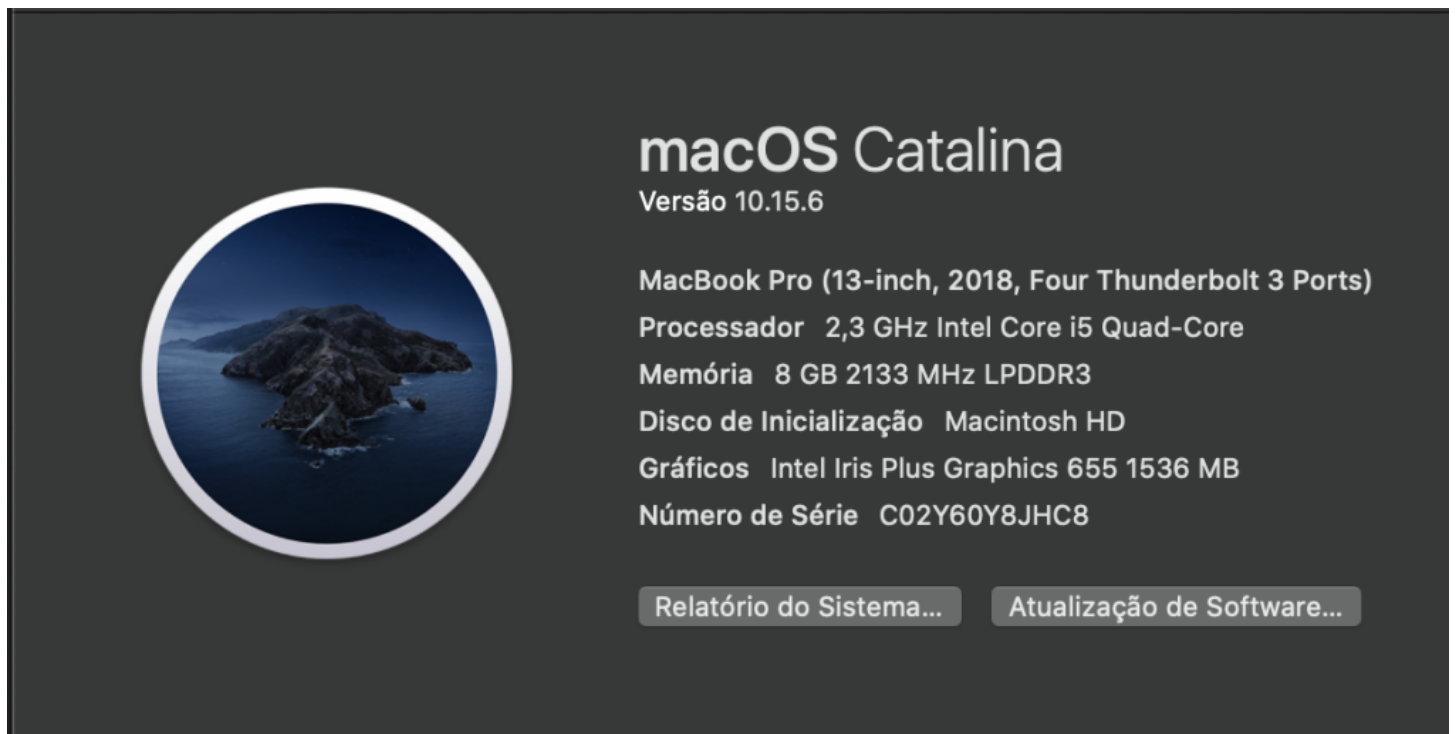 macOS Catalina
Versão 10.15.6
MacBook Pro (13-inch, 2018, Four Thunderbolt 3 Ports)
Processador 2,3 GHz Intel Core i5 Quad-Core
Memória 8 GB 2133 MHz LPDDR3
Disco de Inicialização Macintosh HD
Gráficos Intel Iris Plus Graphics 655 1536 MB
Número de Série C02Y60Y8JHC8
Relatório do Sistema... Atualização de Software...